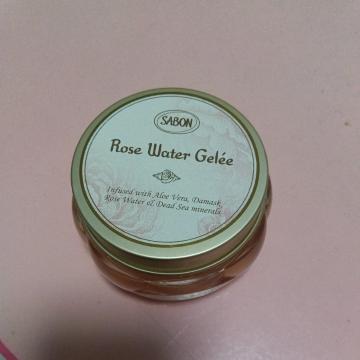 SABON
Rose Water Gelée
Infused with Aloe Vera, Damask
Rose Water & Dead Sea minerals